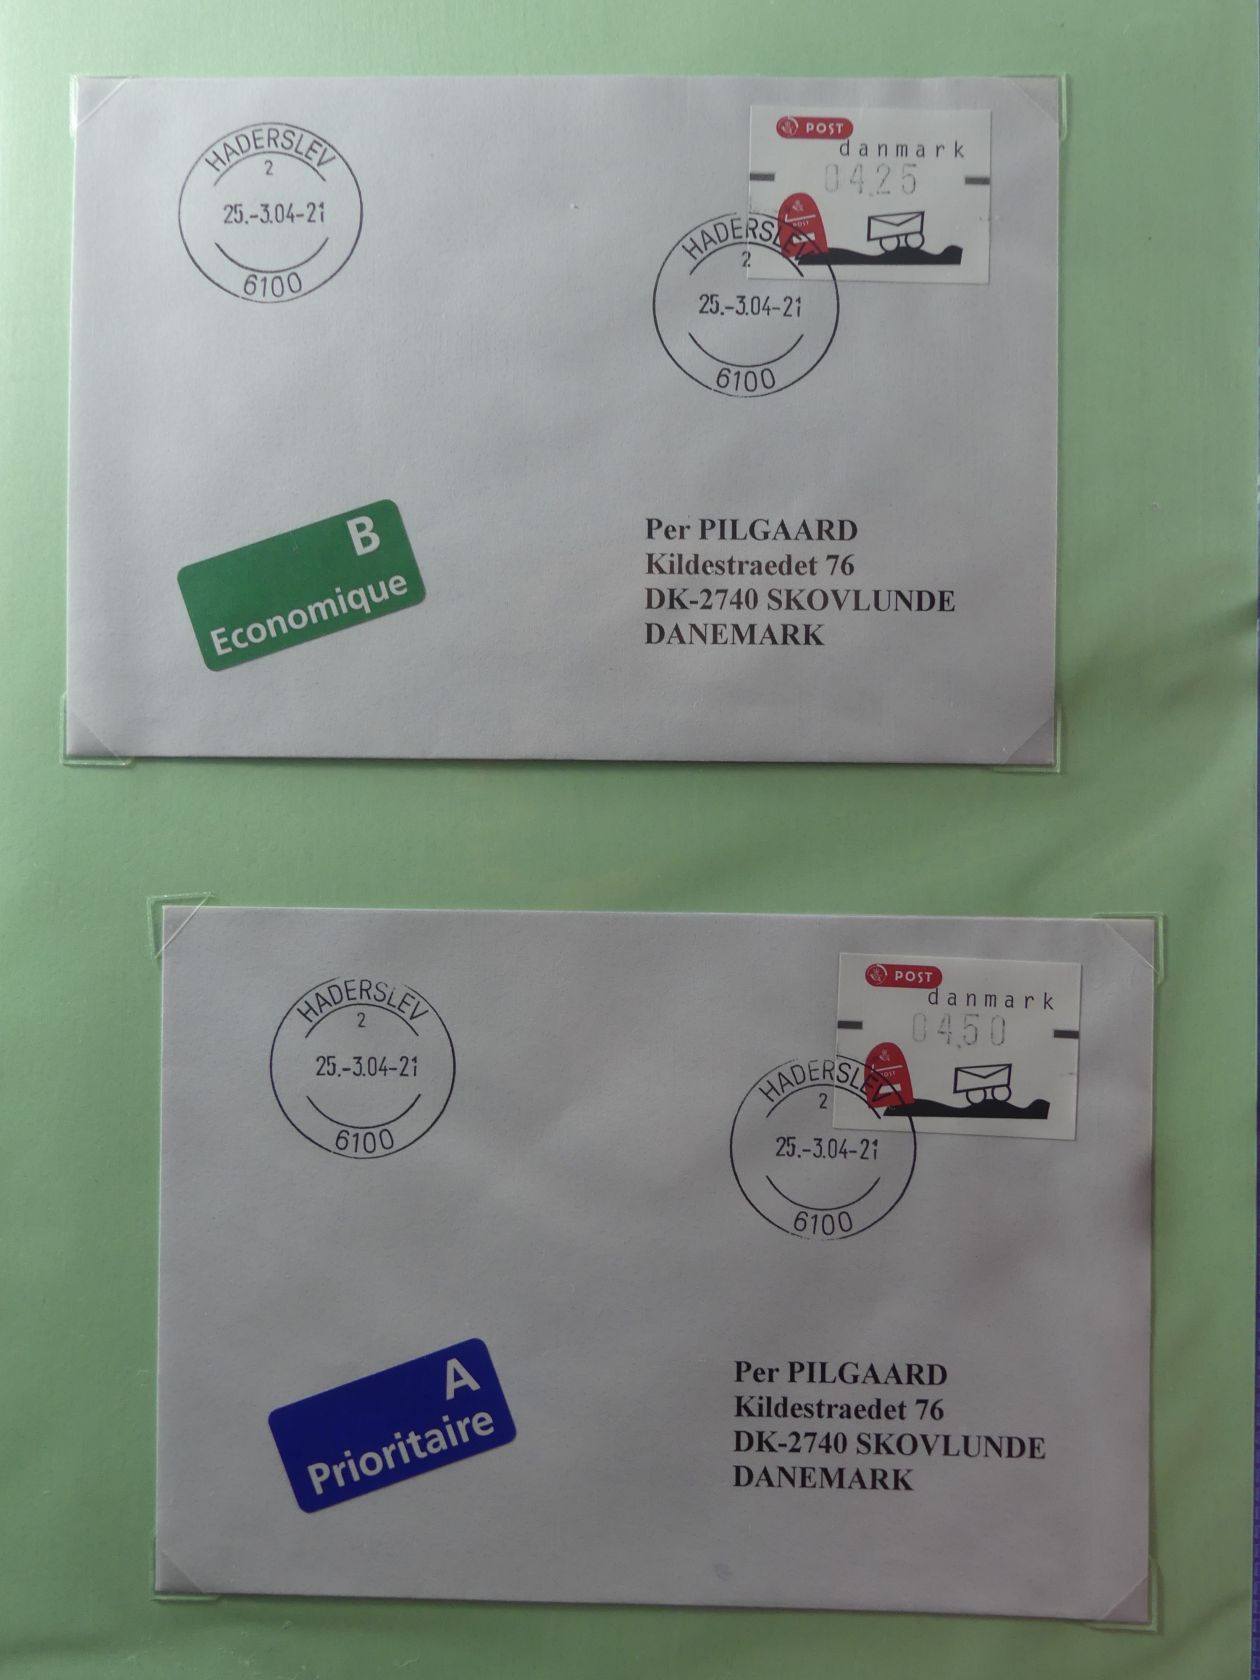 HADERSLEV
2
25.-3.04-21
6100
POST
danmark
04.25
POST
HADERSLEV
2
25.-3.04-21
6100
B
Economique
Per PILGAARD
Kildestraedet 76
DK-2740 SKOVLUNDE
DANEMARK
HADERSLEV
2
25.-3.04-21
6100
POST
danmark
04.50
POST
HADERSLEV
2
25.-3.04-21
6100
A
Prioritaire
Per PILGAARD
Kildestraedet 76
DK-2740 SKOVLUNDE
DANEMARK